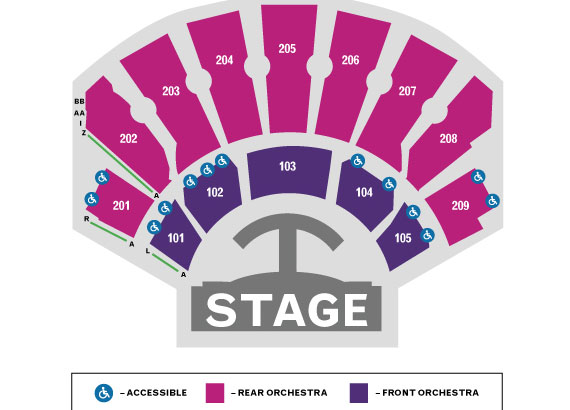 205
204
206
203
207
BB
AA
I
Z
202
208
103
102
104
A
201
209
R
A
L
101
105
A
STAGE
– ACCESSIBLE
– REAR ORCHESTRA
– FRONT ORCHESTRA